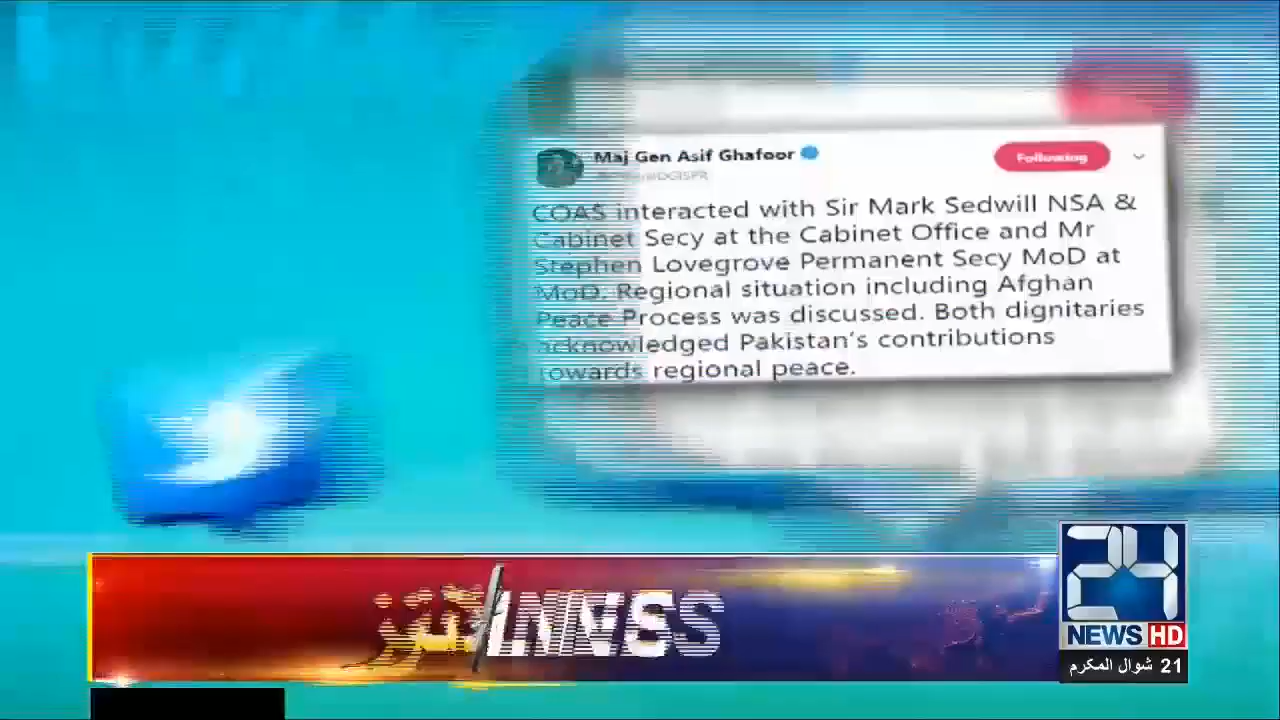 Maj Gen Asif Ghafoor
Following
COAS interacted with Sir Mark Sedwill NSA &
Cabinet Secy at the Cabinet Office and Mr
Stephen Lovegrove Permanent Secy MoD at
MoD. Regional situation including Afghan
Peace Process was discussed. Both dignitaries
acknowledged Pakistan's contributions
towards regional peace.
24
NEWS HD
21 شوال المکرم